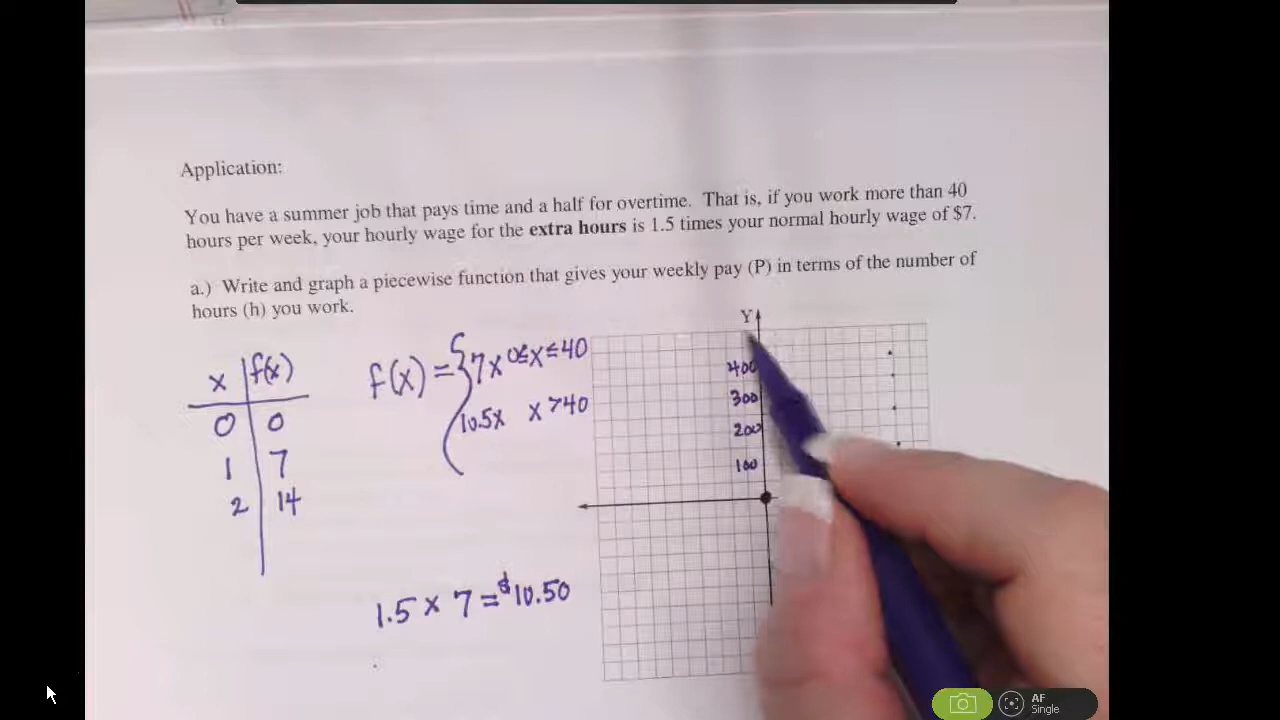 Application:
You have a summer job that pays time and a half for overtime. That is, if you work more than 40
hours per week, your hourly wage for the extra hours is 1.5 times your normal hourly wage of $7.
a.) Write and graph a piecewise function that gives your weekly pay (P) in terms of the number of
hours (h) you work.
x f(x)
0 0
1 7
2 14
f(x) = { 7x 0≤x≤40
10.5x x>40
1.5 × 7 = $10.50
Y
400
300
200
100
AF
Single